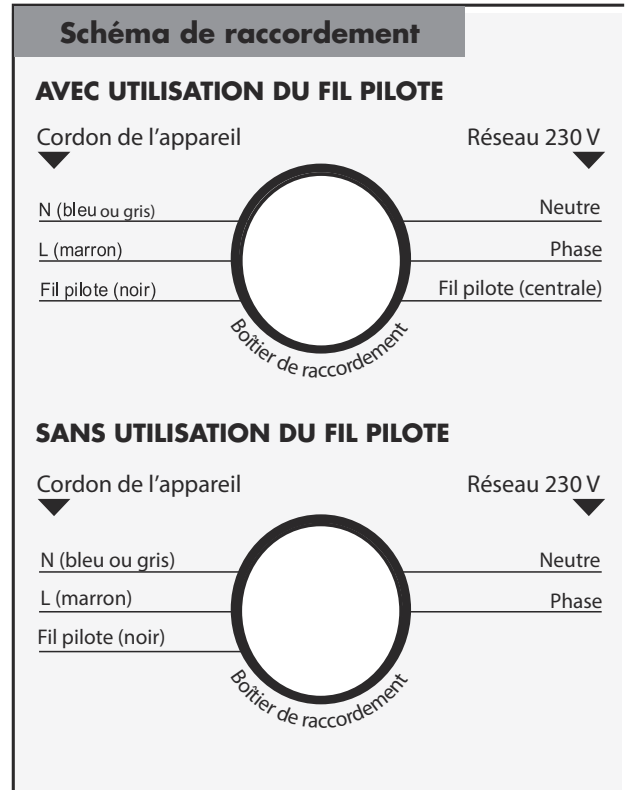 Schéma de raccordement
AVEC UTILISATION DU FIL PILOTE
Cordon de l'appareil Réseau 230 V
N (bleu ou gris) Neutre
L (marron) Phase
Fil pilote (noir) Fil pilote (centrale)
Boîtier de raccordement
SANS UTILISATION DU FIL PILOTE
Cordon de l'appareil Réseau 230 V
N (bleu ou gris) Neutre
L (marron) Phase
Fil pilote (noir)
Boîtier de raccordement